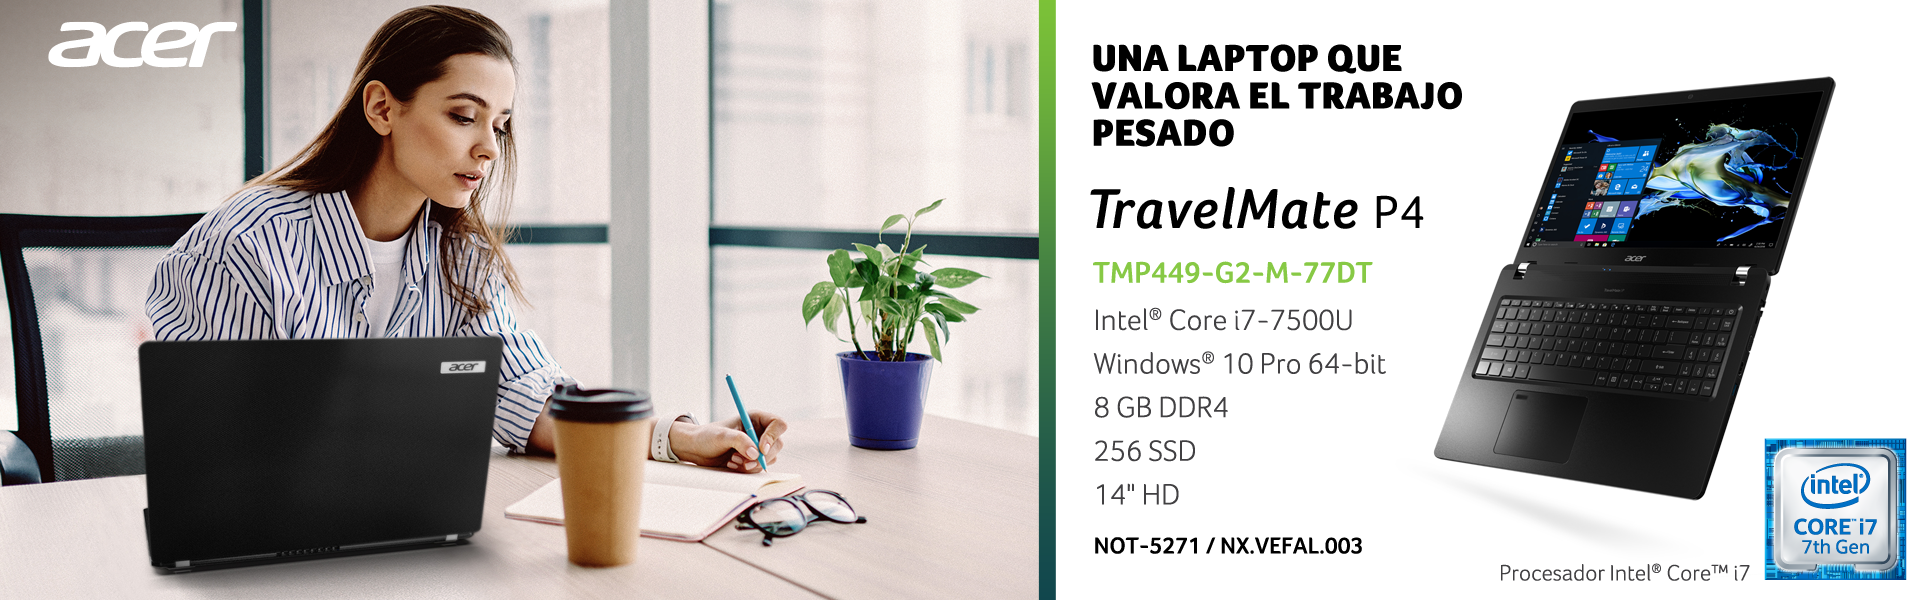 acer
acer
UNA LAPTOP QUE
VALORA EL TRABAJO
PESADO
TravelMate P4
TMP449-G2-M-77DT
Intel® Core i7-7500U
Windows® 10 Pro 64-bit
8 GB DDR4
256 SSD
14" HD
NOT-5271 / NX.VEFAL.003
acer
Procesador Intel® Core™ i7
intel
CORE™ i7
7th Gen